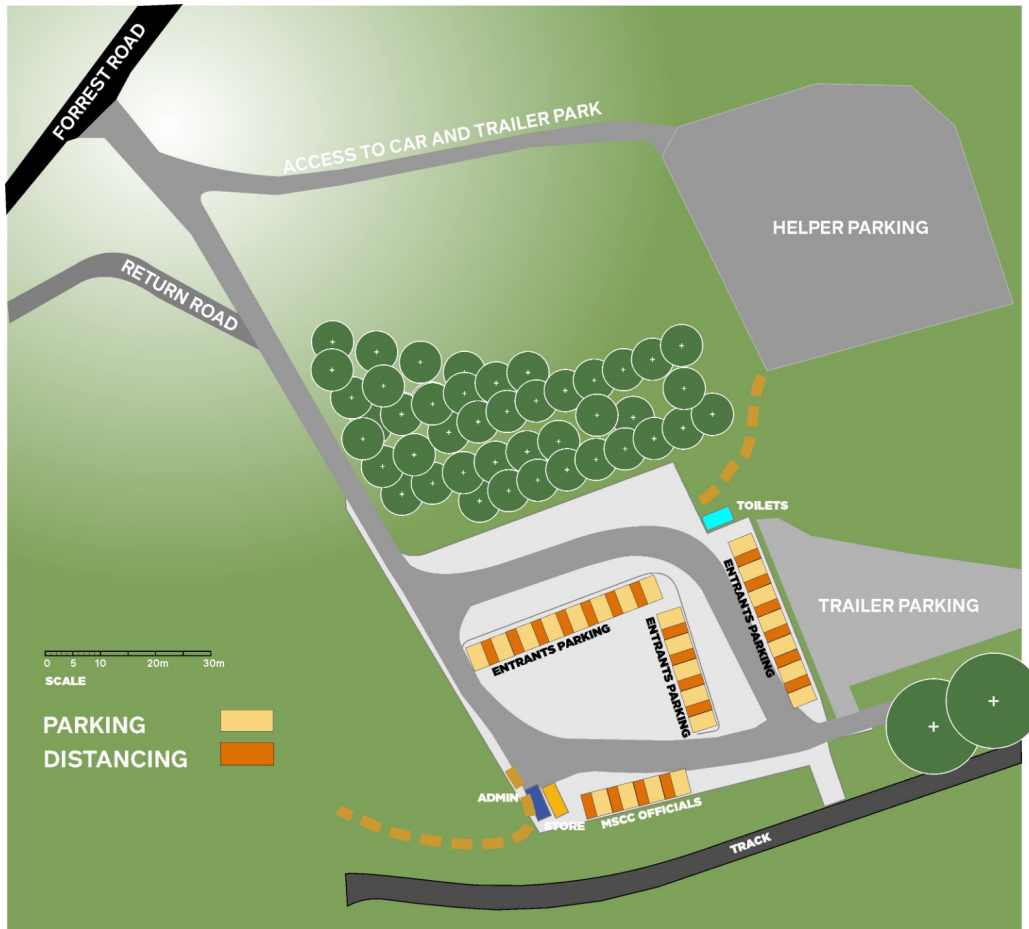 FORREST ROAD
ACCESS TO CAR AND TRAILER PARK
HELPER PARKING
RETURN ROAD
TOILETS
ENTRANTS PARKING
ENTRANTS PARKING
ENTRANTS PARKING
TRAILER PARKING
0 5 10 20m 30m
SCALE
PARKING
DISTANCING
ADMIN
STORE
MSCC OFFICIALS
TRACK